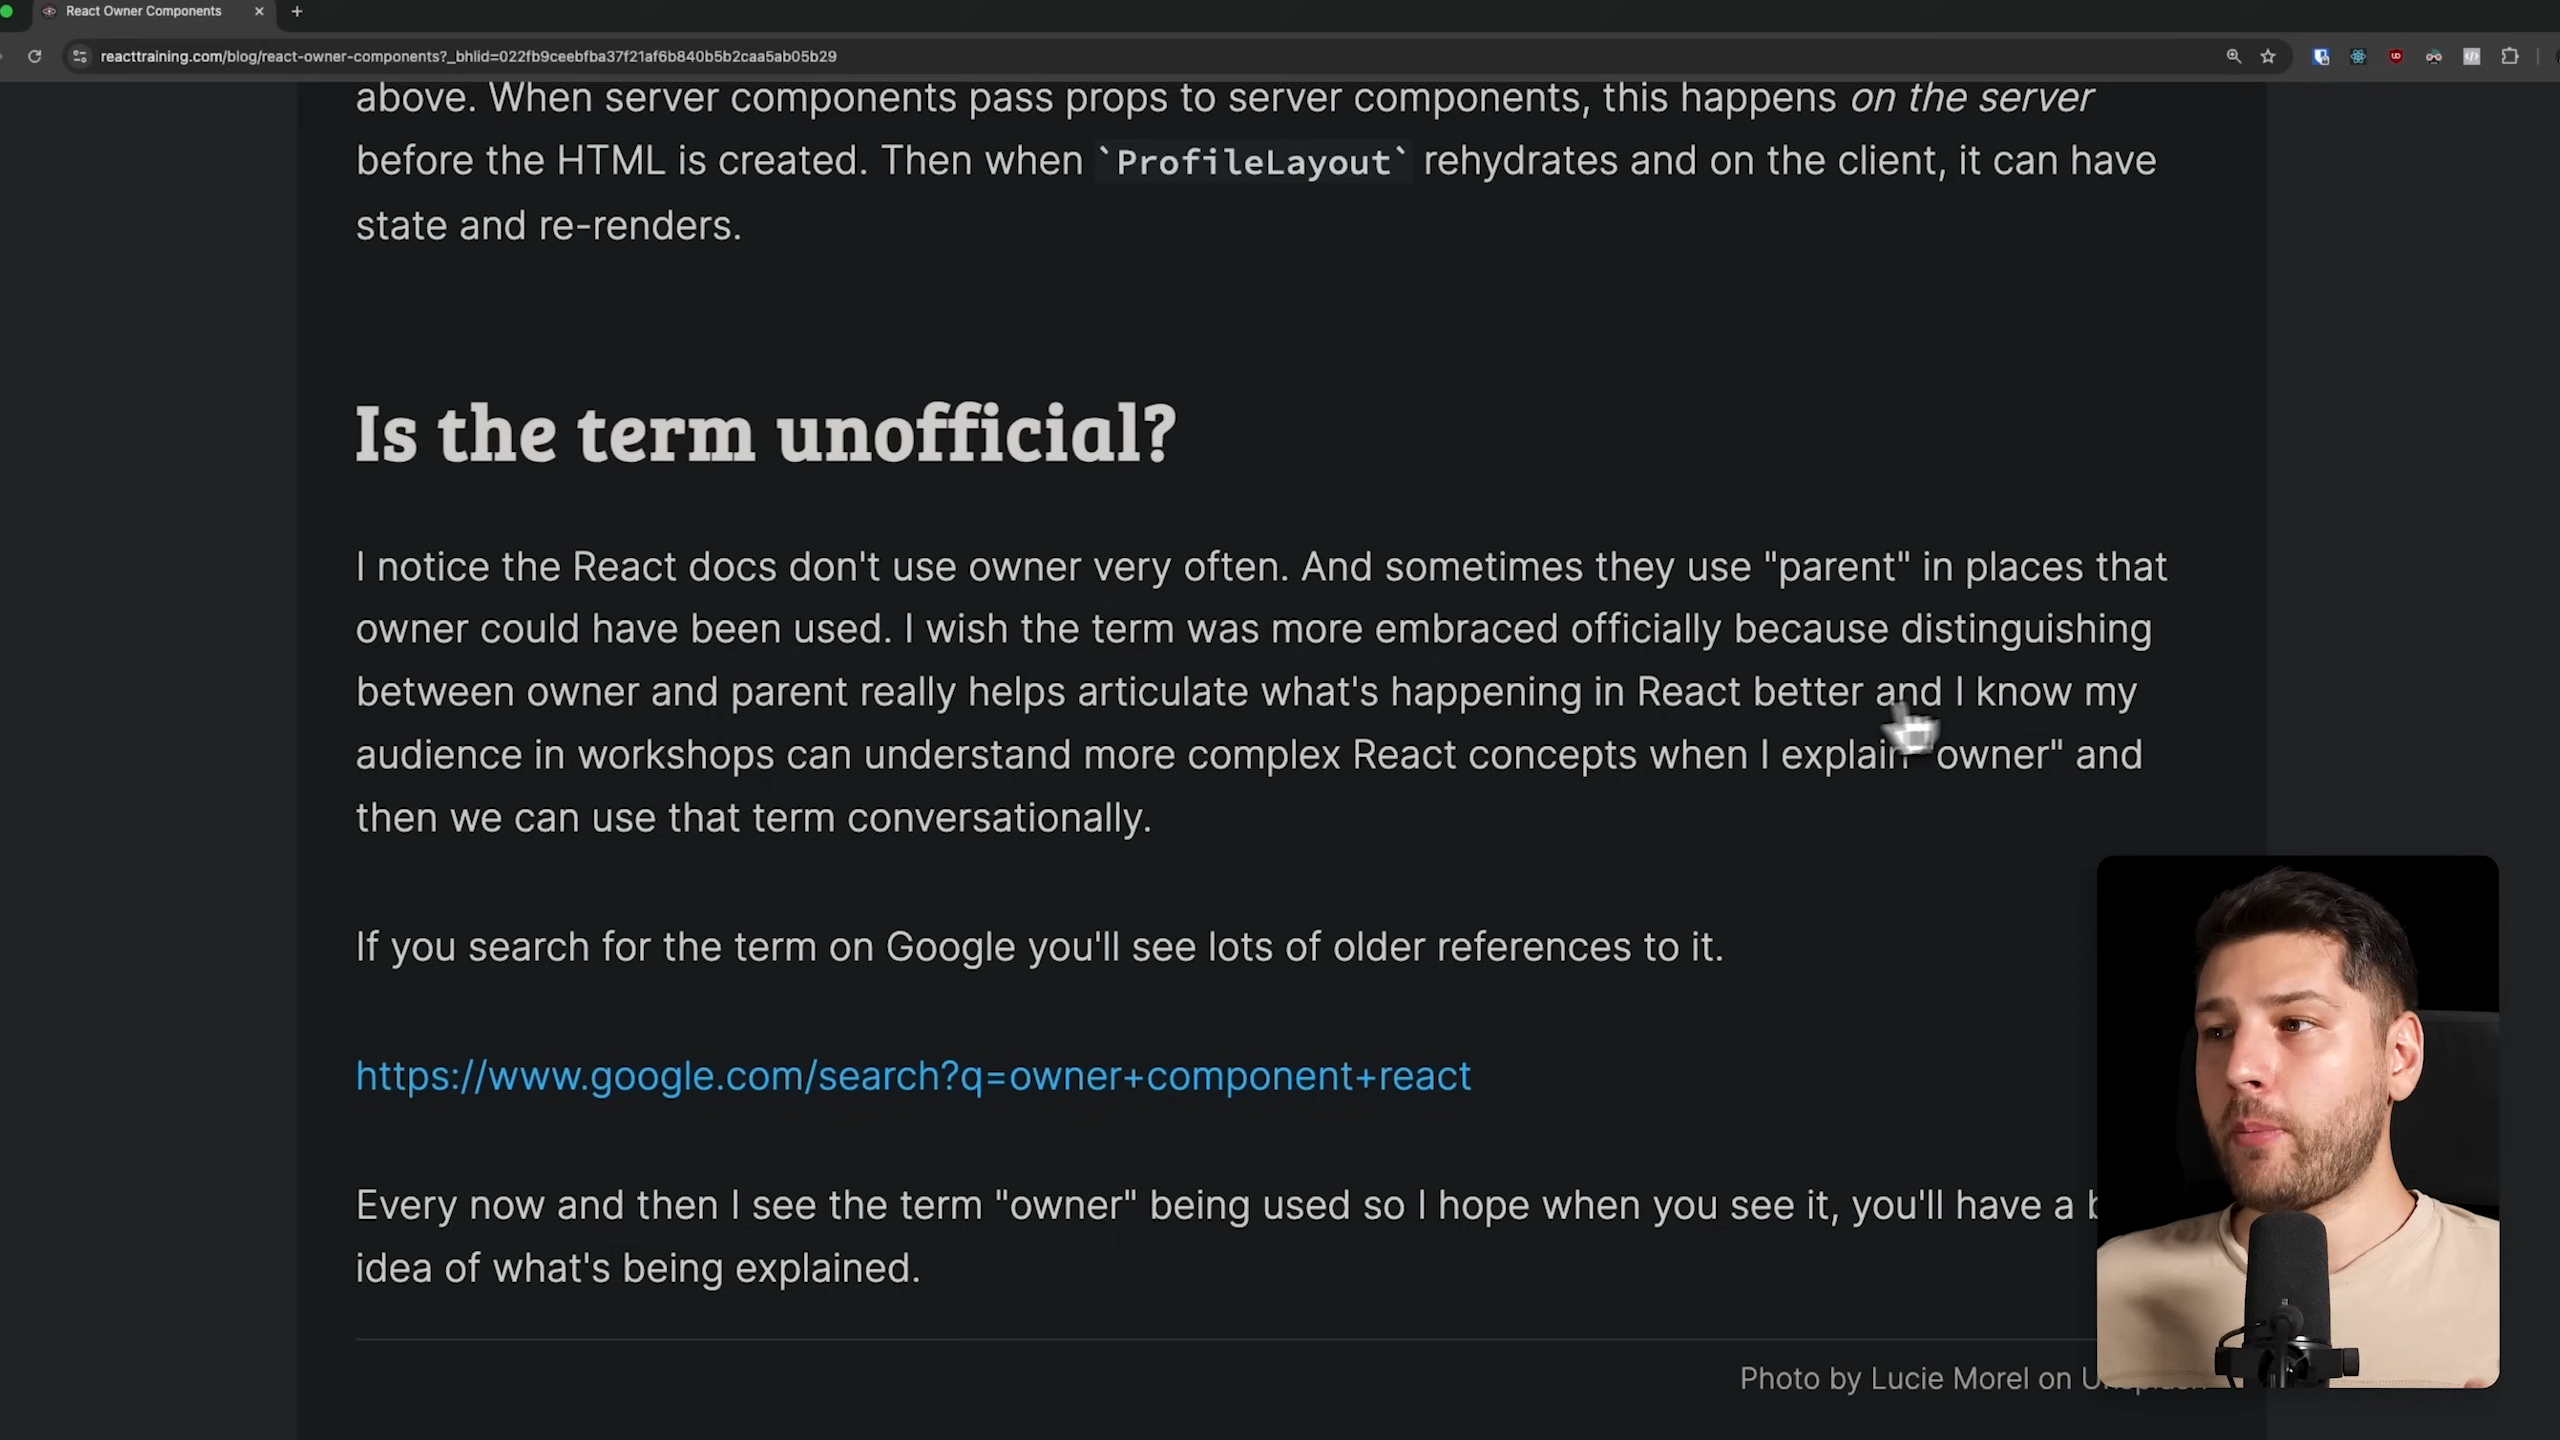 React Owner Components
reacttraining.com/blog/react-owner-components?_bhlid=022fb9ceebfba37f21af6b840b5b2caa5ab05b29
above. When server components pass props to server components, this happens on the server
before the HTML is created. Then when `ProfileLayout` rehydrates and on the client, it can have
state and re-renders.
Is the term unofficial?
I notice the React docs don't use owner very often. And sometimes they use "parent" in places that
owner could have been used. I wish the term was more embraced officially because distinguishing
between owner and parent really helps articulate what's happening in React better and I know my
audience in workshops can understand more complex React concepts when I explain "owner" and
then we can use that term conversationally.
If you search for the term on Google you'll see lots of older references to it.
https://www.google.com/search?q=owner+component+react
Every now and then I see the term "owner" being used so I hope when you see it, you'll have a
idea of what's being explained.
Photo by Lucie Morel on